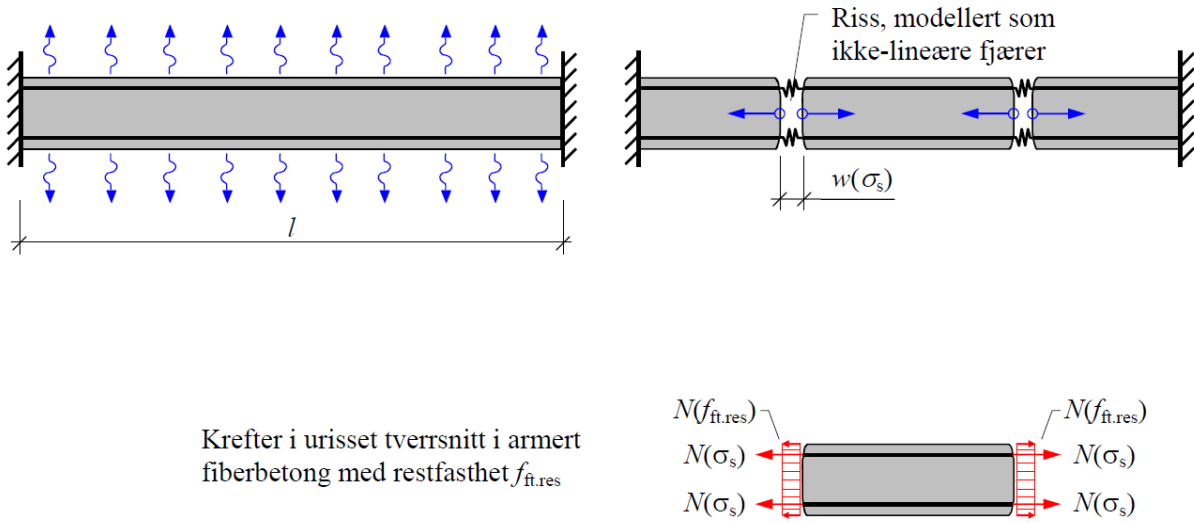 Riss, modellert som
ikke-lineære fjærer
w(σs)
l
N(fft.res)
N(fft.res)
Krefter i urisset tverrsnitt i armert
fiberbetong med restfasthet fft.res
N(σs)
N(σs)
N(σs)
N(σs)